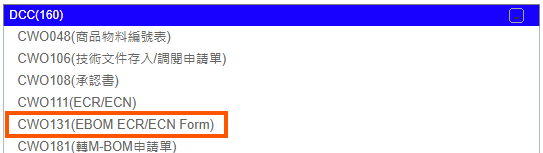 DCC(160)
CWO048(商品物料編號表)
CWO106(技術文件存入/調閱申請單)
CWO108(承認書)
CWO111(ECR/ECN)
CWO131(EBOM ECR/ECN Form)
CWO181(轉M-BOM申請單)